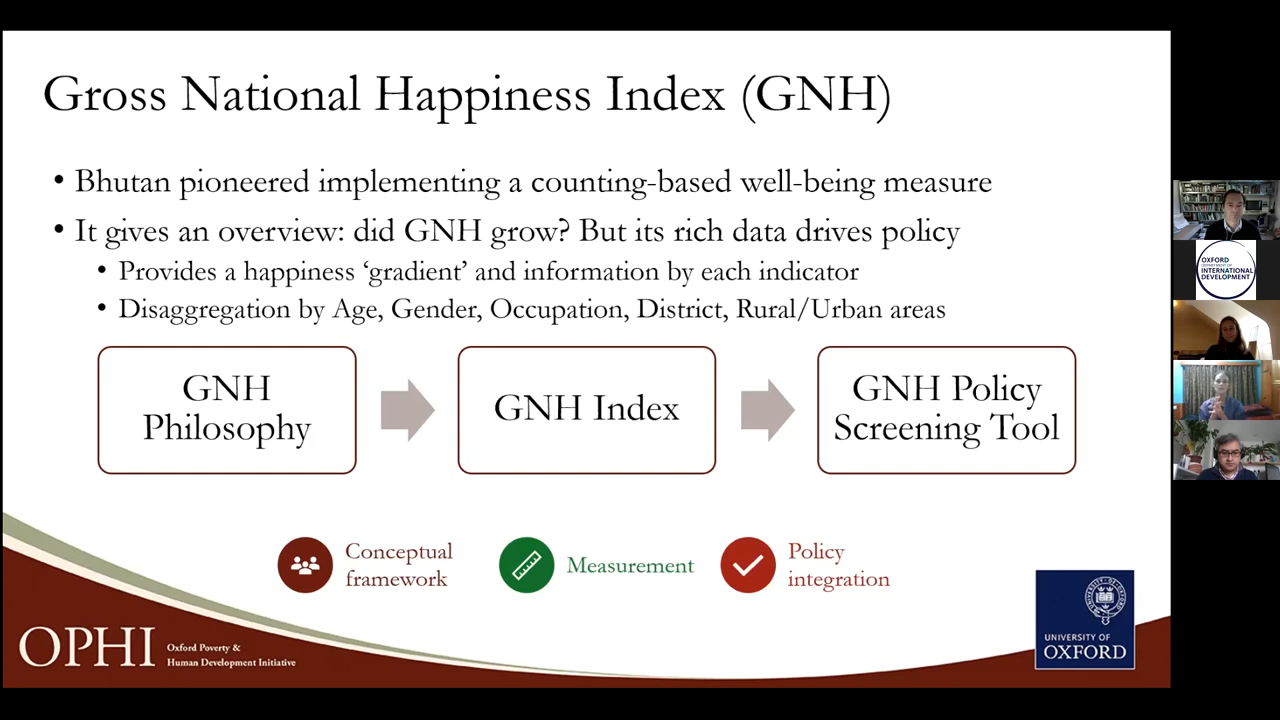 Gross National Happiness Index (GNH)
• Bhutan pioneered implementing a counting-based well-being measure
• It gives an overview: did GNH grow? But its rich data drives policy
• Provides a happiness ‘gradient’ and information by each indicator
• Disaggregation by Age, Gender, Occupation, District, Rural/Urban areas
GNH
Philosophy
GNH Index
GNH Policy
Screening Tool
Conceptual
framework
Measurement
Policy
integration
OPHI
Oxford Poverty &
Human Development Initiative
UNIVERSITY OF
OXFORD
OXFORD
DEPARTMENT OF
INTERNATIONAL
DEVELOPMENT